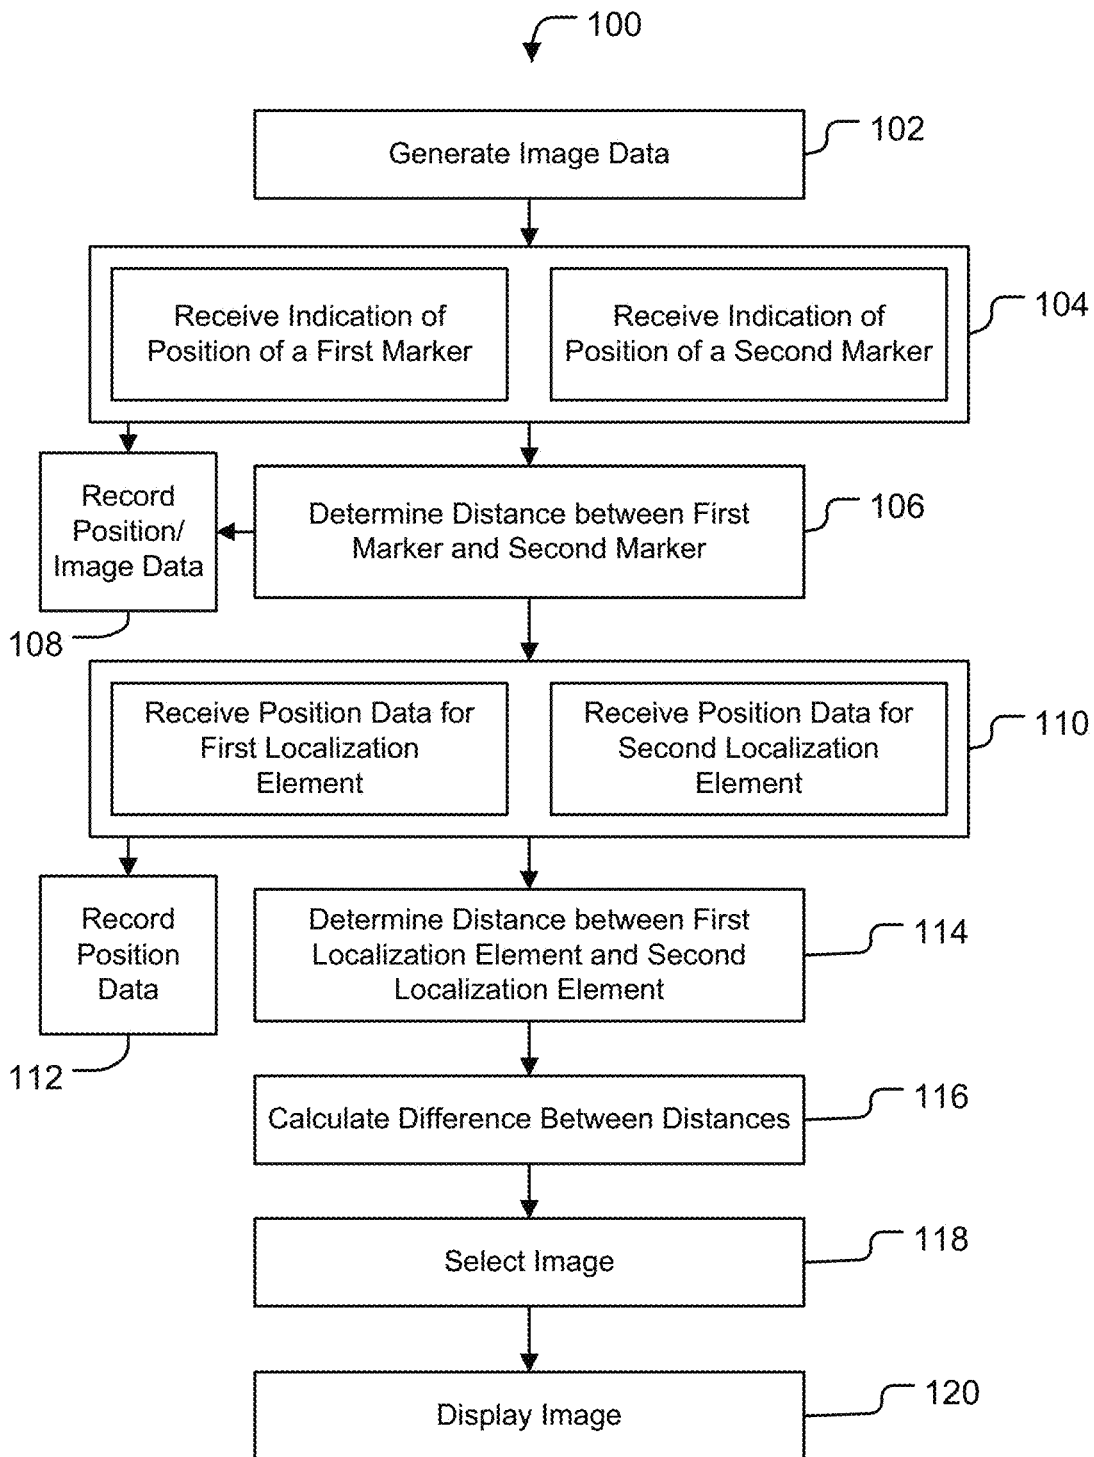 100
Generate Image Data
102
Receive Indication of
Position of a First Marker
Receive Indication of
Position of a Second Marker
104
Record
Position/
Image Data
108
Determine Distance between First
Marker and Second Marker
106
Receive Position Data for
First Localization
Element
Receive Position Data for
Second Localization
Element
110
Record
Position
Data
112
Determine Distance between First
Localization Element and Second
Localization Element
114
Calculate Difference Between Distances
116
Select Image
118
Display Image
120